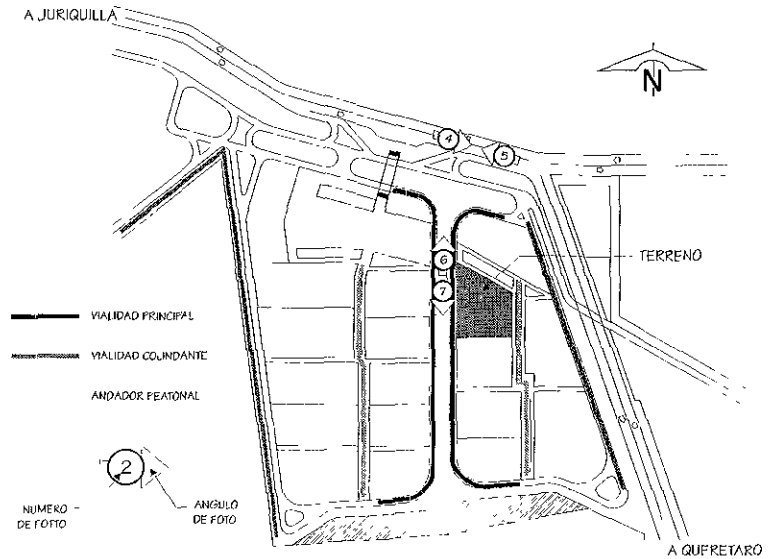 A JURIQUILLA
N
4
5
6
7
TERRENO
VIALIDAD PRINCIPAL
VIALIDAD COLINDANTE
ANDADOR PEATONAL
2
NUMERO
DE FOTTO
ANGULO
DE FOTO
A QUERETARO